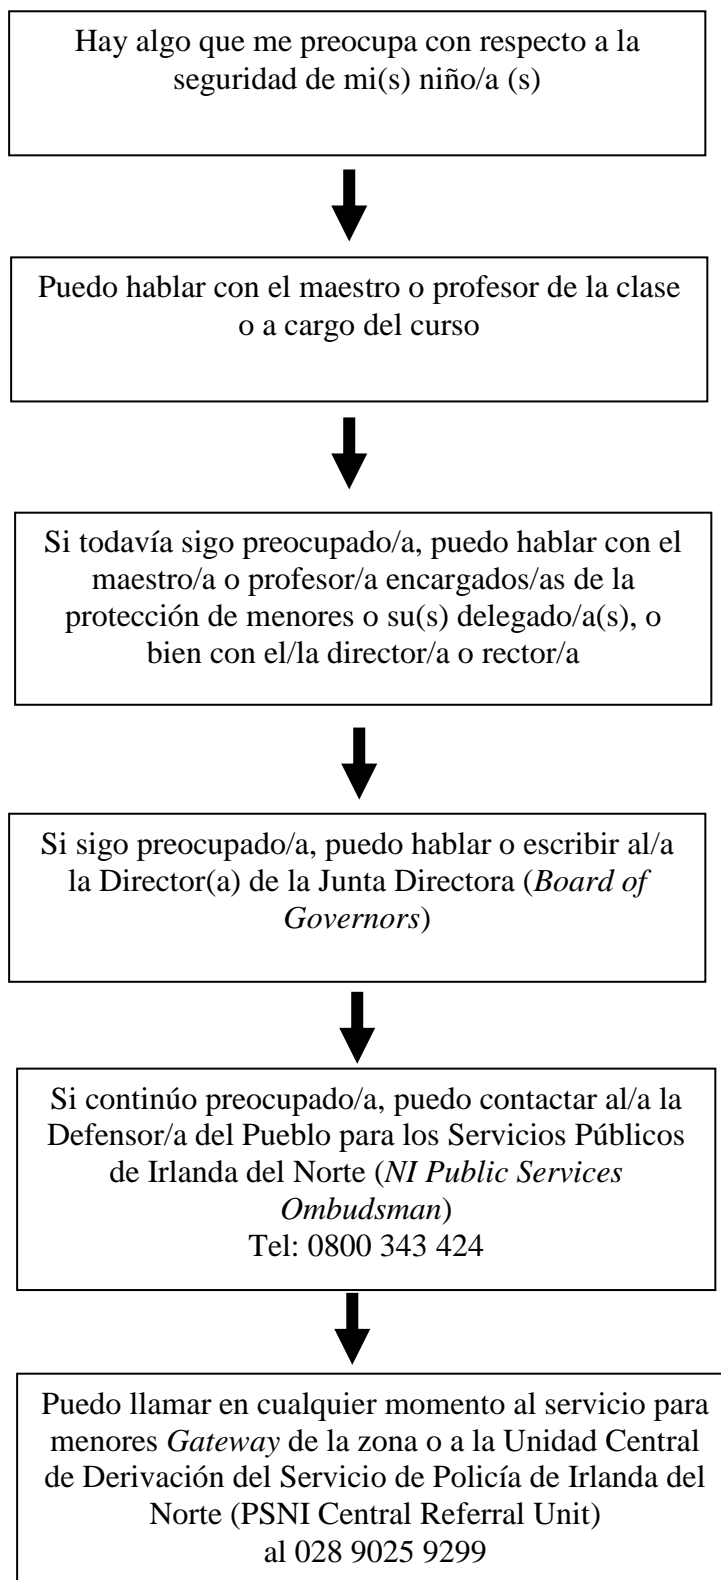 Hay algo que me preocupa con respecto a la
seguridad de mi(s) niño/a (s)
Puedo hablar con el maestro o profesor de la clase
o a cargo del curso
Si todavía sigo preocupado/a, puedo hablar con el
maestro/a o profesor/a encargados/as de la
protección de menores o su(s) delegado/a(s), o
bien con el/la director/a o rector/a
Si sigo preocupado/a, puedo hablar o escribir al/a
la Director(a) de la Junta Directora (Board of
Governors)
Si continúo preocupado/a, puedo contactar al/a la
Defensor/a del Pueblo para los Servicios Públicos
de Irlanda del Norte (NI Public Services
Ombudsman)
Tel: 0800 343 424
Puedo llamar en cualquier momento al servicio para
menores Gateway de la zona o a la Unidad Central
de Derivación del Servicio de Policía de Irlanda del
Norte (PSNI Central Referral Unit)
al 028 9025 9299